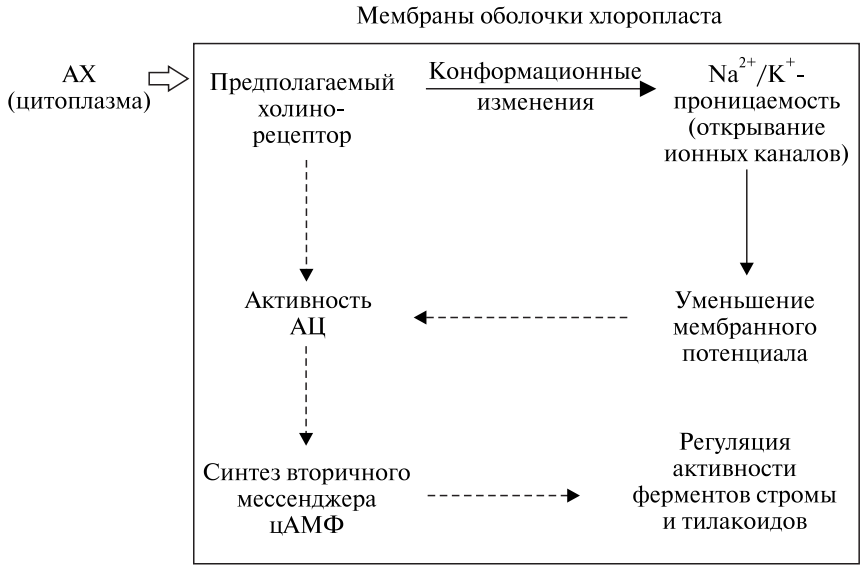 Мембраны оболочки хлоропласта
АХ
(цитоплазма)
Предполагаемый
холино-
рецептор
Конформационные
изменения
Na²⁺/K⁺-
проницаемость
(открывание
ионных каналов)
Активность
АЦ
Уменьшение
мембранного
потенциала
Синтез вторичного
мессенджера
цАМФ
Регуляция
активности
ферментов стромы
и тилакоидов